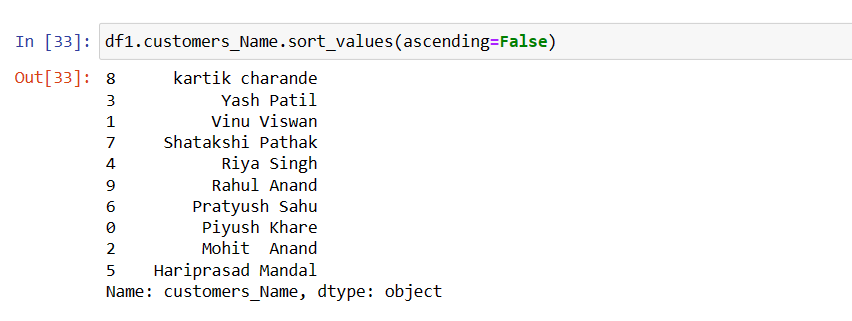 In [33]: df1.customers_Name.sort_values(ascending=False)
Out[33]: 8      kartik charande
3           Yash Patil
1          Vinu Viswan
7     Shatakshi Pathak
4           Riya Singh
9          Rahul Anand
6        Pratyush Sahu
0         Piyush Khare
2         Mohit  Anand
5    Hariprasad Mandal
Name: customers_Name, dtype: object